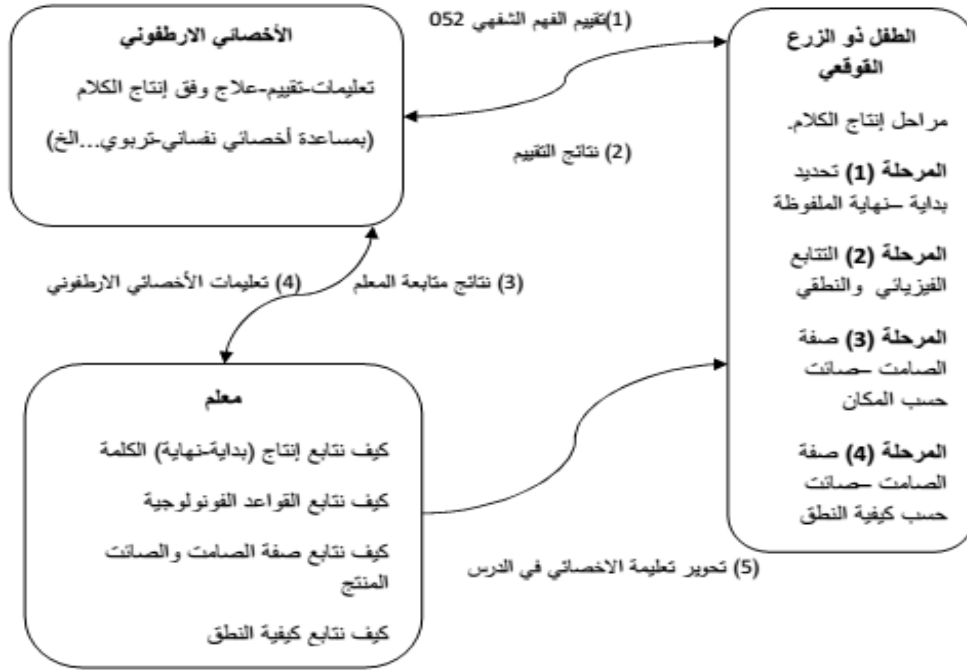 (1)تقييم الفهم الشفهي 052
الأخصائي الارطفوني
تعليمات-تقييم-علاج وفق إنتاج الكلام
(بمساعدة أخصائي نفساني-تربوي...الخ)
(2) نتائج التقييم
الطفل ذو الزرع
القوقعي
مراحل إنتاج الكلام.
المرحلة (1) تحديد
بداية –نهاية الملفوظة
المرحلة (2) التتابع
الفيزيائي والنطقي
المرحلة (3) صفة
الصامت –صائت
حسب المكان
المرحلة (4) صفة
الصامت –صائت
حسب كيفية النطق
(3) نتائج متابعة المعلم
(4) تعليمات الأخصائي الارطفوني
معلم
كيف نتابع إنتاج (بداية-نهاية) الكلمة
كيف نتابع القواعد الفونولوجية
كيف نتابع صفة الصامت والصائت
المنتج
كيف نتابع كيفية النطق
(5) تحوير تعليمة الاخصائي في الدرس